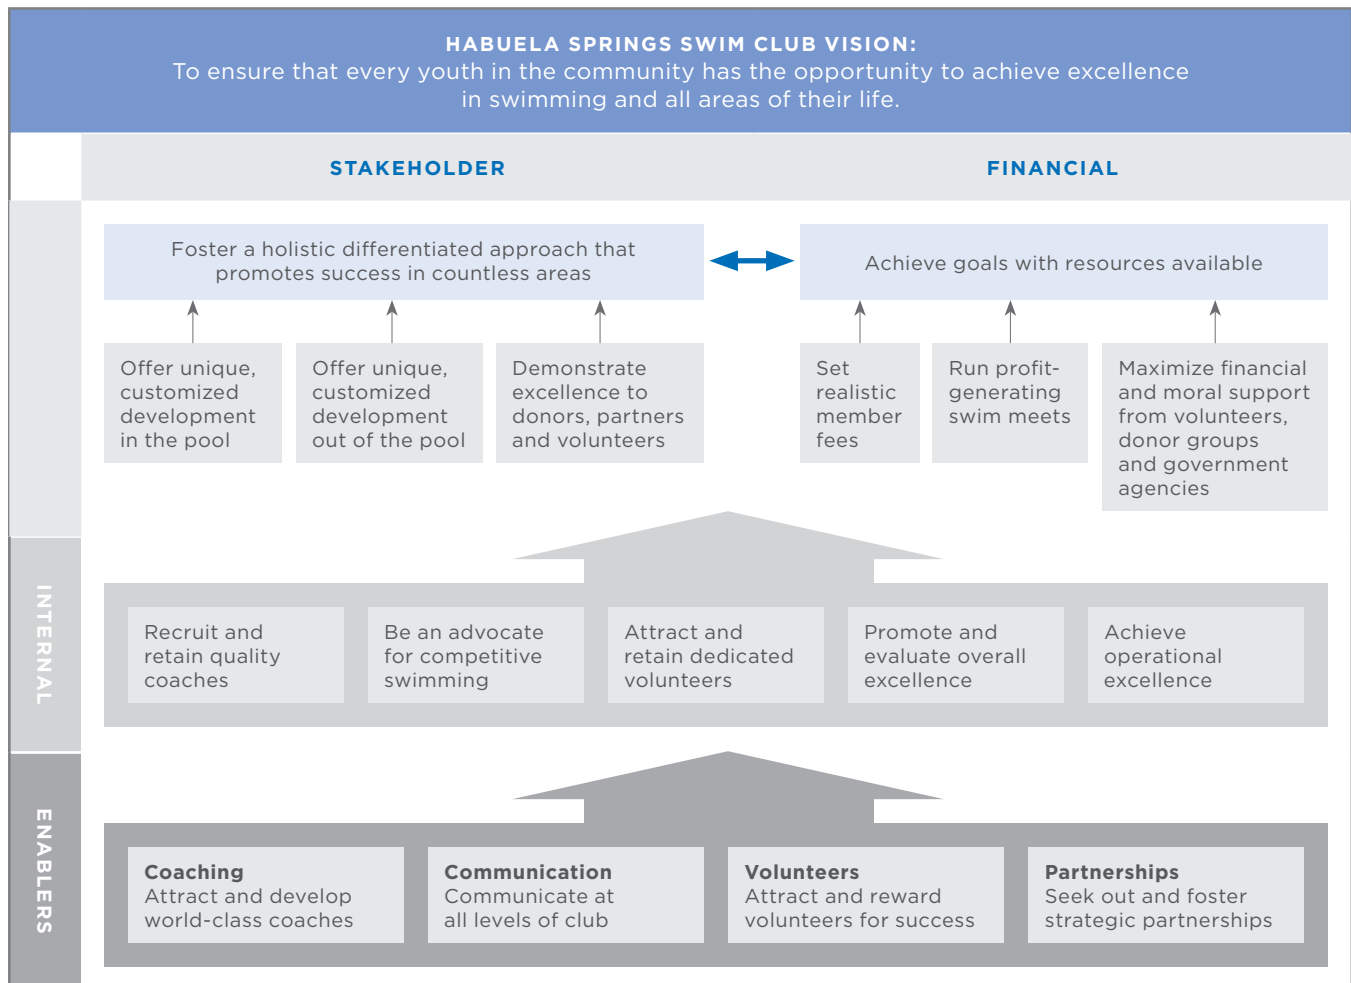 HABUELA SPRINGS SWIM CLUB VISION:
To ensure that every youth in the community has the opportunity to achieve excellence
in swimming and all areas of their life.
STAKEHOLDER
FINANCIAL
Foster a holistic differentiated approach that
promotes success in countless areas
Achieve goals with resources available
Offer unique,
customized
development
in the pool
Offer unique,
customized
development
out of the pool
Demonstrate
excellence to
donors, partners
and volunteers
Set
realistic
member
fees
Run profit-
generating
swim meets
Maximize financial
and moral support
from volunteers,
donor groups
and government
agencies
INTERNAL
Recruit and
retain quality
coaches
Be an advocate
for competitive
swimming
Attract and
retain dedicated
volunteers
Promote and
evaluate overall
excellence
Achieve
operational
excellence
ENABLERS
Coaching
Attract and develop
world-class coaches
Communication
Communicate at
all levels of club
Volunteers
Attract and reward
volunteers for success
Partnerships
Seek out and foster
strategic partnerships